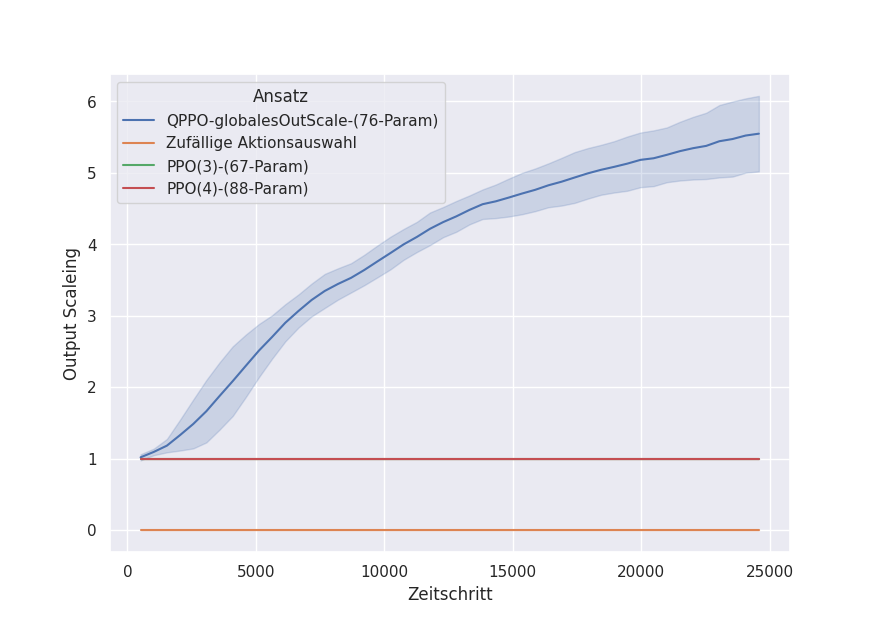 Ansatz
QPPO-globalesOutScale-(76-Param)
Zufällige Aktionsauswahl
PPO(3)-(67-Param)
PPO(4)-(88-Param)
6
5
4
3
2
1
0
Output Scaleing
0 5000 10000 15000 20000 25000
Zeitschritt